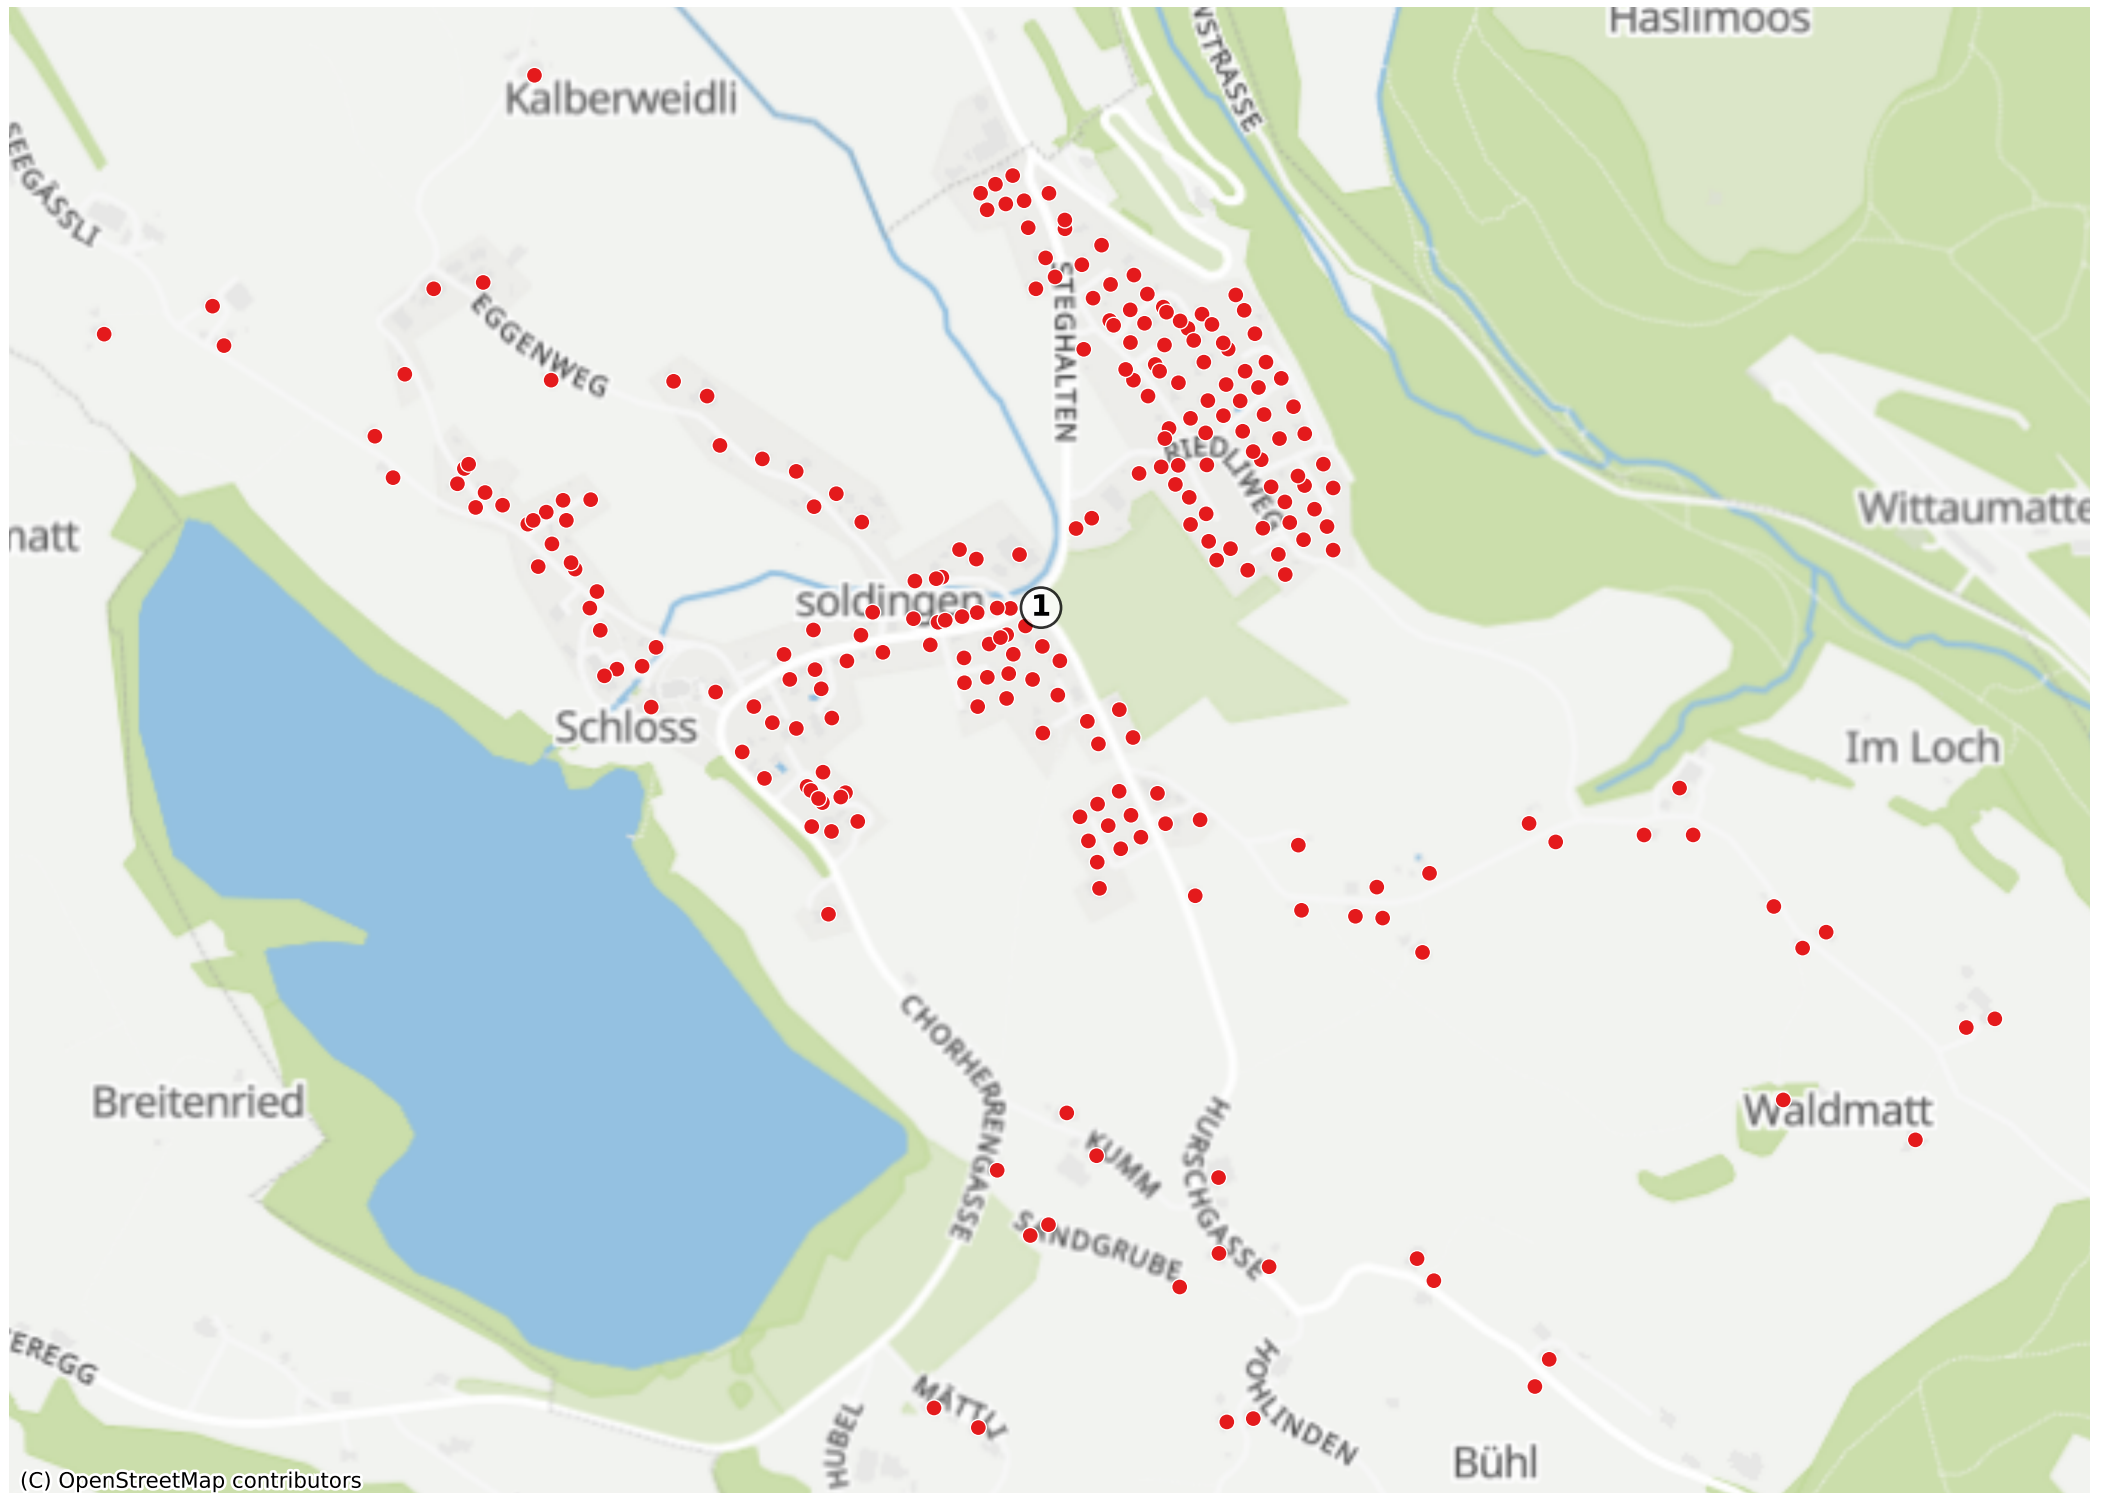 Haslimoos
NSTRASSE
Kalberweidli
SEEGÄSSLI
STEGHALTEN
EGGENWEG
RIEDLIWEG
Wittaumatte
natt
soldingen
1
Schloss
Im Loch
CHORHERRENGASSE
Breitenried
Waldmatt
HURSCHGASSE
KUMM
SANDGRUBE
EREGG
MÄTTLI
HUBEL
HOHLINDEN
Bühl
(C) OpenStreetMap contributors